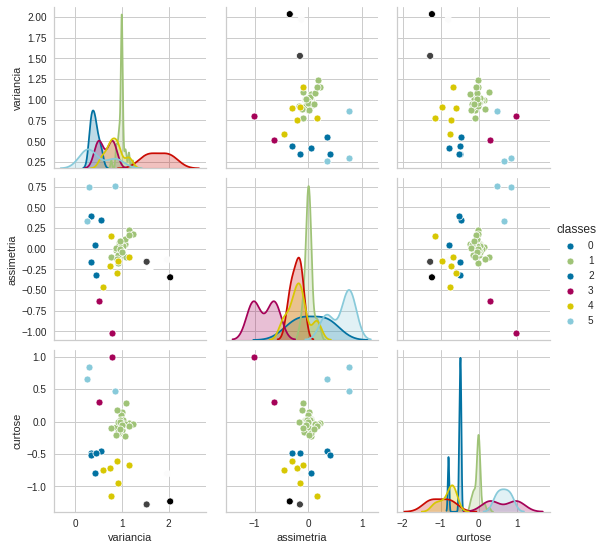 2.00
1.75
1.50
1.25
1.00
0.75
0.50
0.25
variancia
0.75
0.50
0.25
0.00
−0.25
−0.50
−0.75
−1.00
assimetria
classes
0
1
2
3
4
5
1.0
0.5
0.0
−0.5
−1.0
curtose
0 1 2
variancia
−1 0 1
assimetria
−2 −1 0 1
curtose